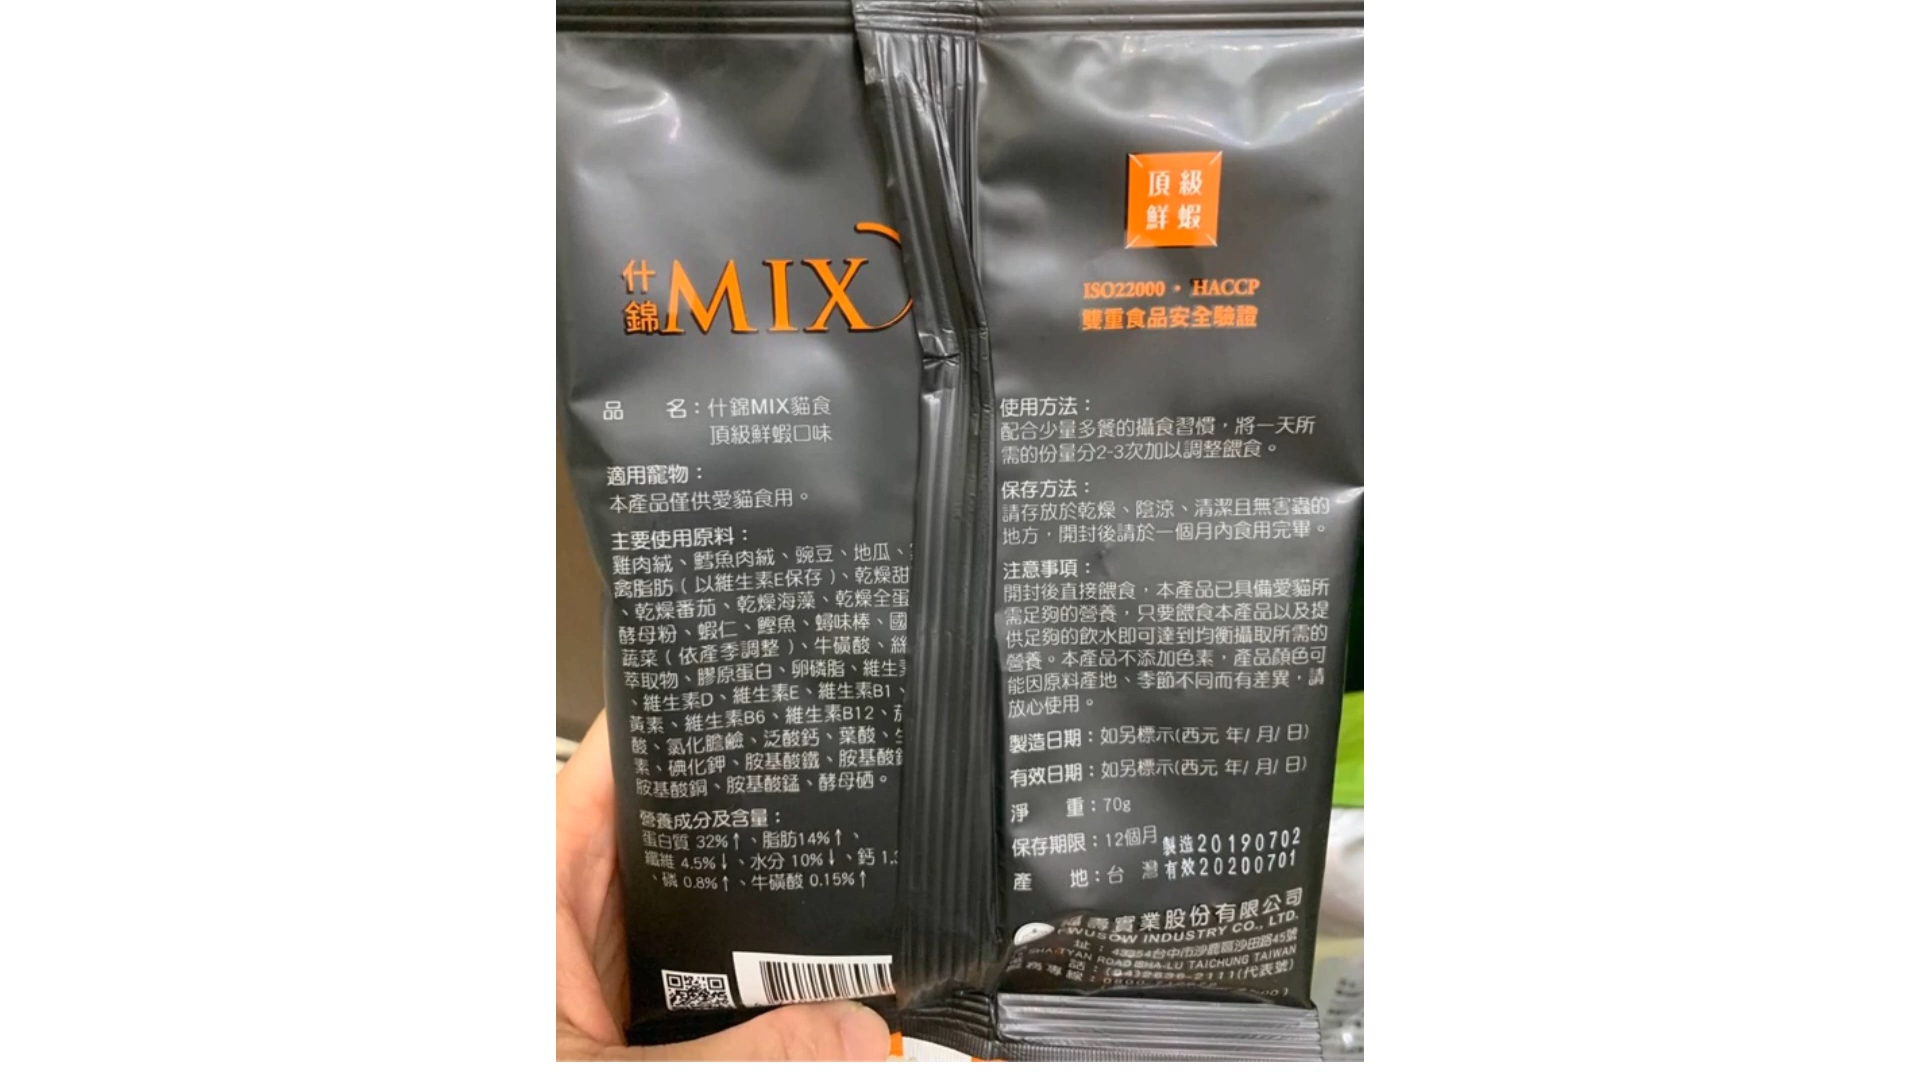 什錦MIX
品 名:什錦MIX貓食
頂級鮮蝦口味
適用寵物:
本產品僅供愛貓食用。
主要使用原料:
雞肉絨、鱈魚肉絨、豌豆、地瓜、
禽脂肪(以維生素E保存)、乾燥甜
、乾燥番茄、乾燥海藻、乾燥全蛋
酵母粉、蝦仁、鰹魚、蟳味棒、國
蔬菜(依產季調整)、牛磺酸、絲
萃取物、膠原蛋白、卵磷脂、維生
、維生素D、維生素E、維生素B1、
黃素、維生素B6、維生素B12、
酸、氯化膽鹼、泛酸鈣、葉酸、
素、碘化鉀、胺基酸鐵、胺基酸
胺基酸銅、胺基酸錳、酵母硒。
營養成分及含量:
蛋白質 32%↑、脂肪14%↑、
纖維 4.5%↓、水分 10%↓、鈣 1.
、磷 0.8%↑、牛磺酸 0.15%↑
頂級
鮮蝦
ISO22000・HACCP
雙重食品安全驗證
使用方法:
配合少量多餐的攝食習慣,將一天所
需的份量分2-3次加以調整餵食。
保存方法:
請存放於乾燥、陰涼、清潔且無害蟲的
地方,開封後請於一個月內食用完畢。
注意事項:
開封後直接餵食,本產品已具備愛貓所
需足夠的營養,只要餵食本產品以及提
供足夠的飲水即可達到均衡攝取所需的
營養。本產品不添加色素,產品顏色可
能因原料產地、季節不同而有差異,請
放心使用。
製造日期:如另標示(西元 年/ 月/ 日)
有效日期:如另標示(西元 年/ 月/ 日)
淨 重:70g
保存期限:12個月
製造20190702
產 地:台 灣
有效20200701
福壽實業股份有限公司
FWUSOW INDUSTRY CO., LTD.
址:43354台中市沙鹿區沙田路45號
SHA-TYAN ROAD SHA-LU TAICHUNG TAIWAN
話:(04)2636-2111(代表號)